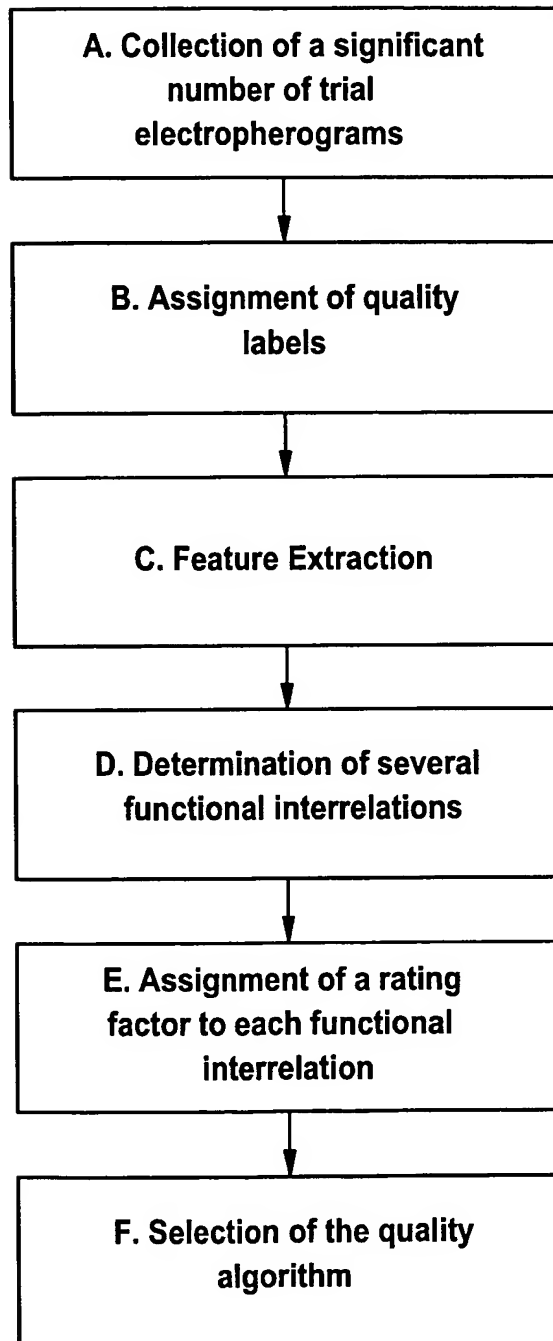 A. Collection of a significant
number of trial
electropherograms
B. Assignment of quality
labels
C. Feature Extraction
D. Determination of several
functional interrelations
E. Assignment of a rating
factor to each functional
interrelation
F. Selection of the quality
algorithm